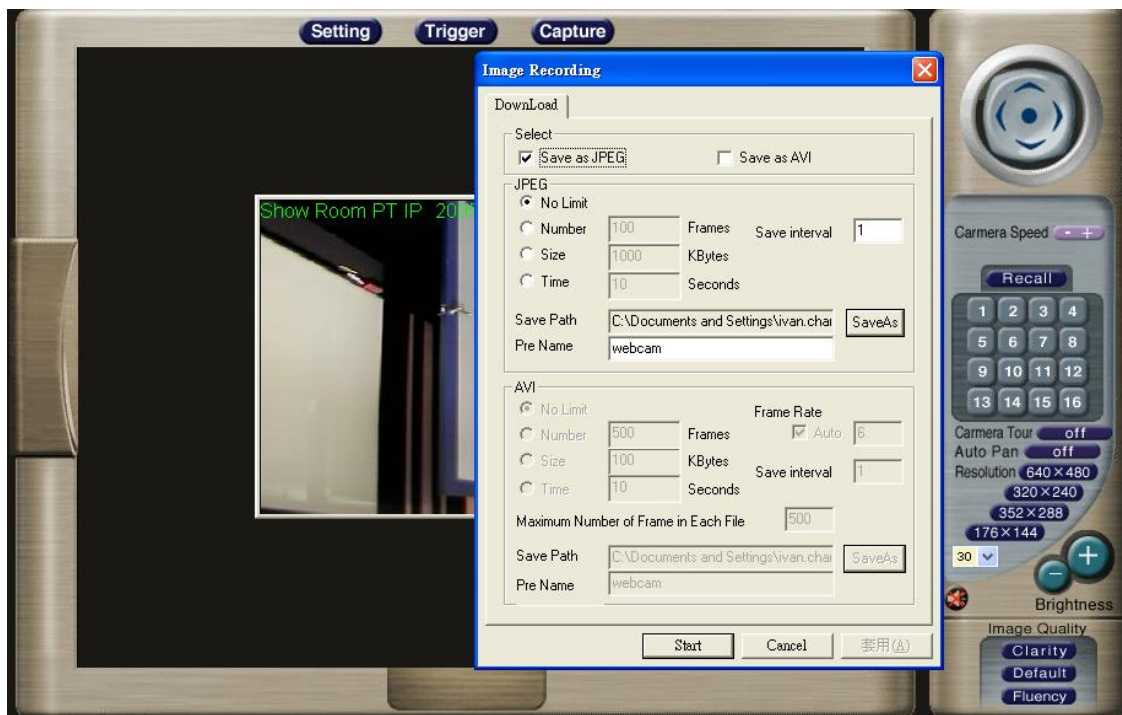 Setting Trigger Capture
Image Recording
DownLoad
Select
Save as JPEG Save as AVI
JPEG
No Limit
Number 100 Frames Save interval 1
Size 1000 KBytes
Time 10 Seconds
Save Path C:\Documents and Settings\ivan.char SaveAs
Pre Name webcam
AVI
No Limit Frame Rate
Number 500 Frames Auto 6
Size 100 KBytes Save interval 1
Time 10 Seconds
Maximum Number of Frame in Each File 500
Save Path C:\Documents and Settings\ivan.char SaveAs
Pre Name webcam
Start Cancel 套用(A)
Show Room PT IP
Carmera Speed - +
Recall
1 2 3 4
5 6 7 8
9 10 11 12
13 14 15 16
Carmera Tour off
Auto Pan off
Resolution 640×480
320×240
352×288
176×144
30
+
-
Brightness
Image Quality
Clarity
Default
Fluency